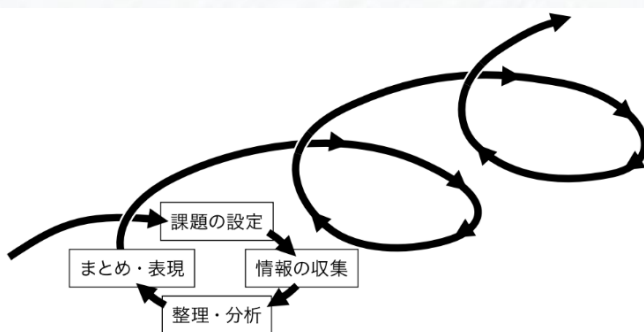 課題の設定
まとめ・表現
情報の収集
整理・分析